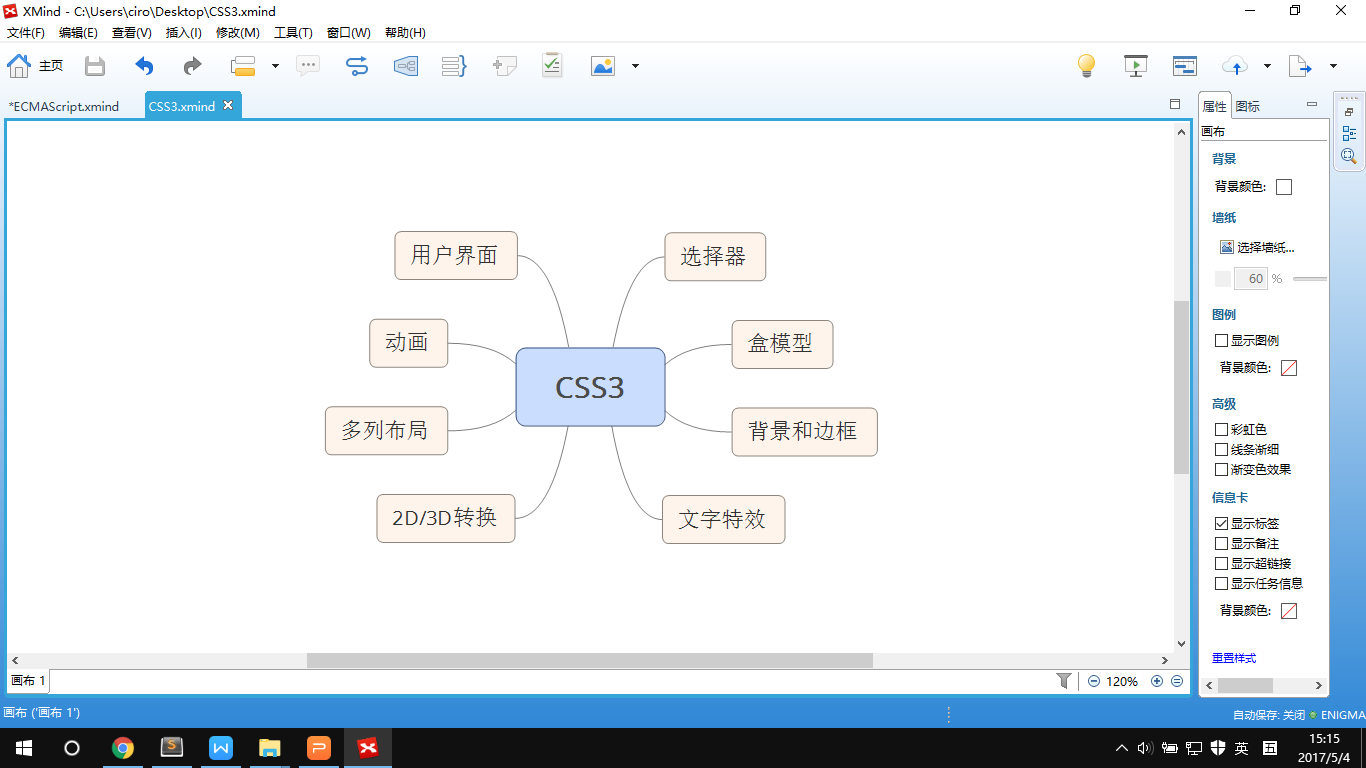 XMind - C:\Users\ciro\Desktop\CSS3.xmind
文件(F) 编辑(E) 查看(V) 插入(I) 修改(M) 工具(T) 窗口(W) 帮助(H)
主页
*ECMAScript.xmind CSS3.xmind
属性 图标
画布
背景
背景颜色:
墙纸
选择墙纸...
60 %
图例
显示图例
背景颜色:
高级
彩虹色
线条渐细
渐变色效果
信息卡
显示标签
显示备注
显示超链接
显示任务信息
背景颜色:
重置样式
用户界面
选择器
动画
盒模型
CSS3
多列布局
背景和边框
2D/3D转换
文字特效
画布 1
120%
画布 ('画布 1')
自动保存: 关闭 ENIGMA
英 五
15:15
2017/5/4